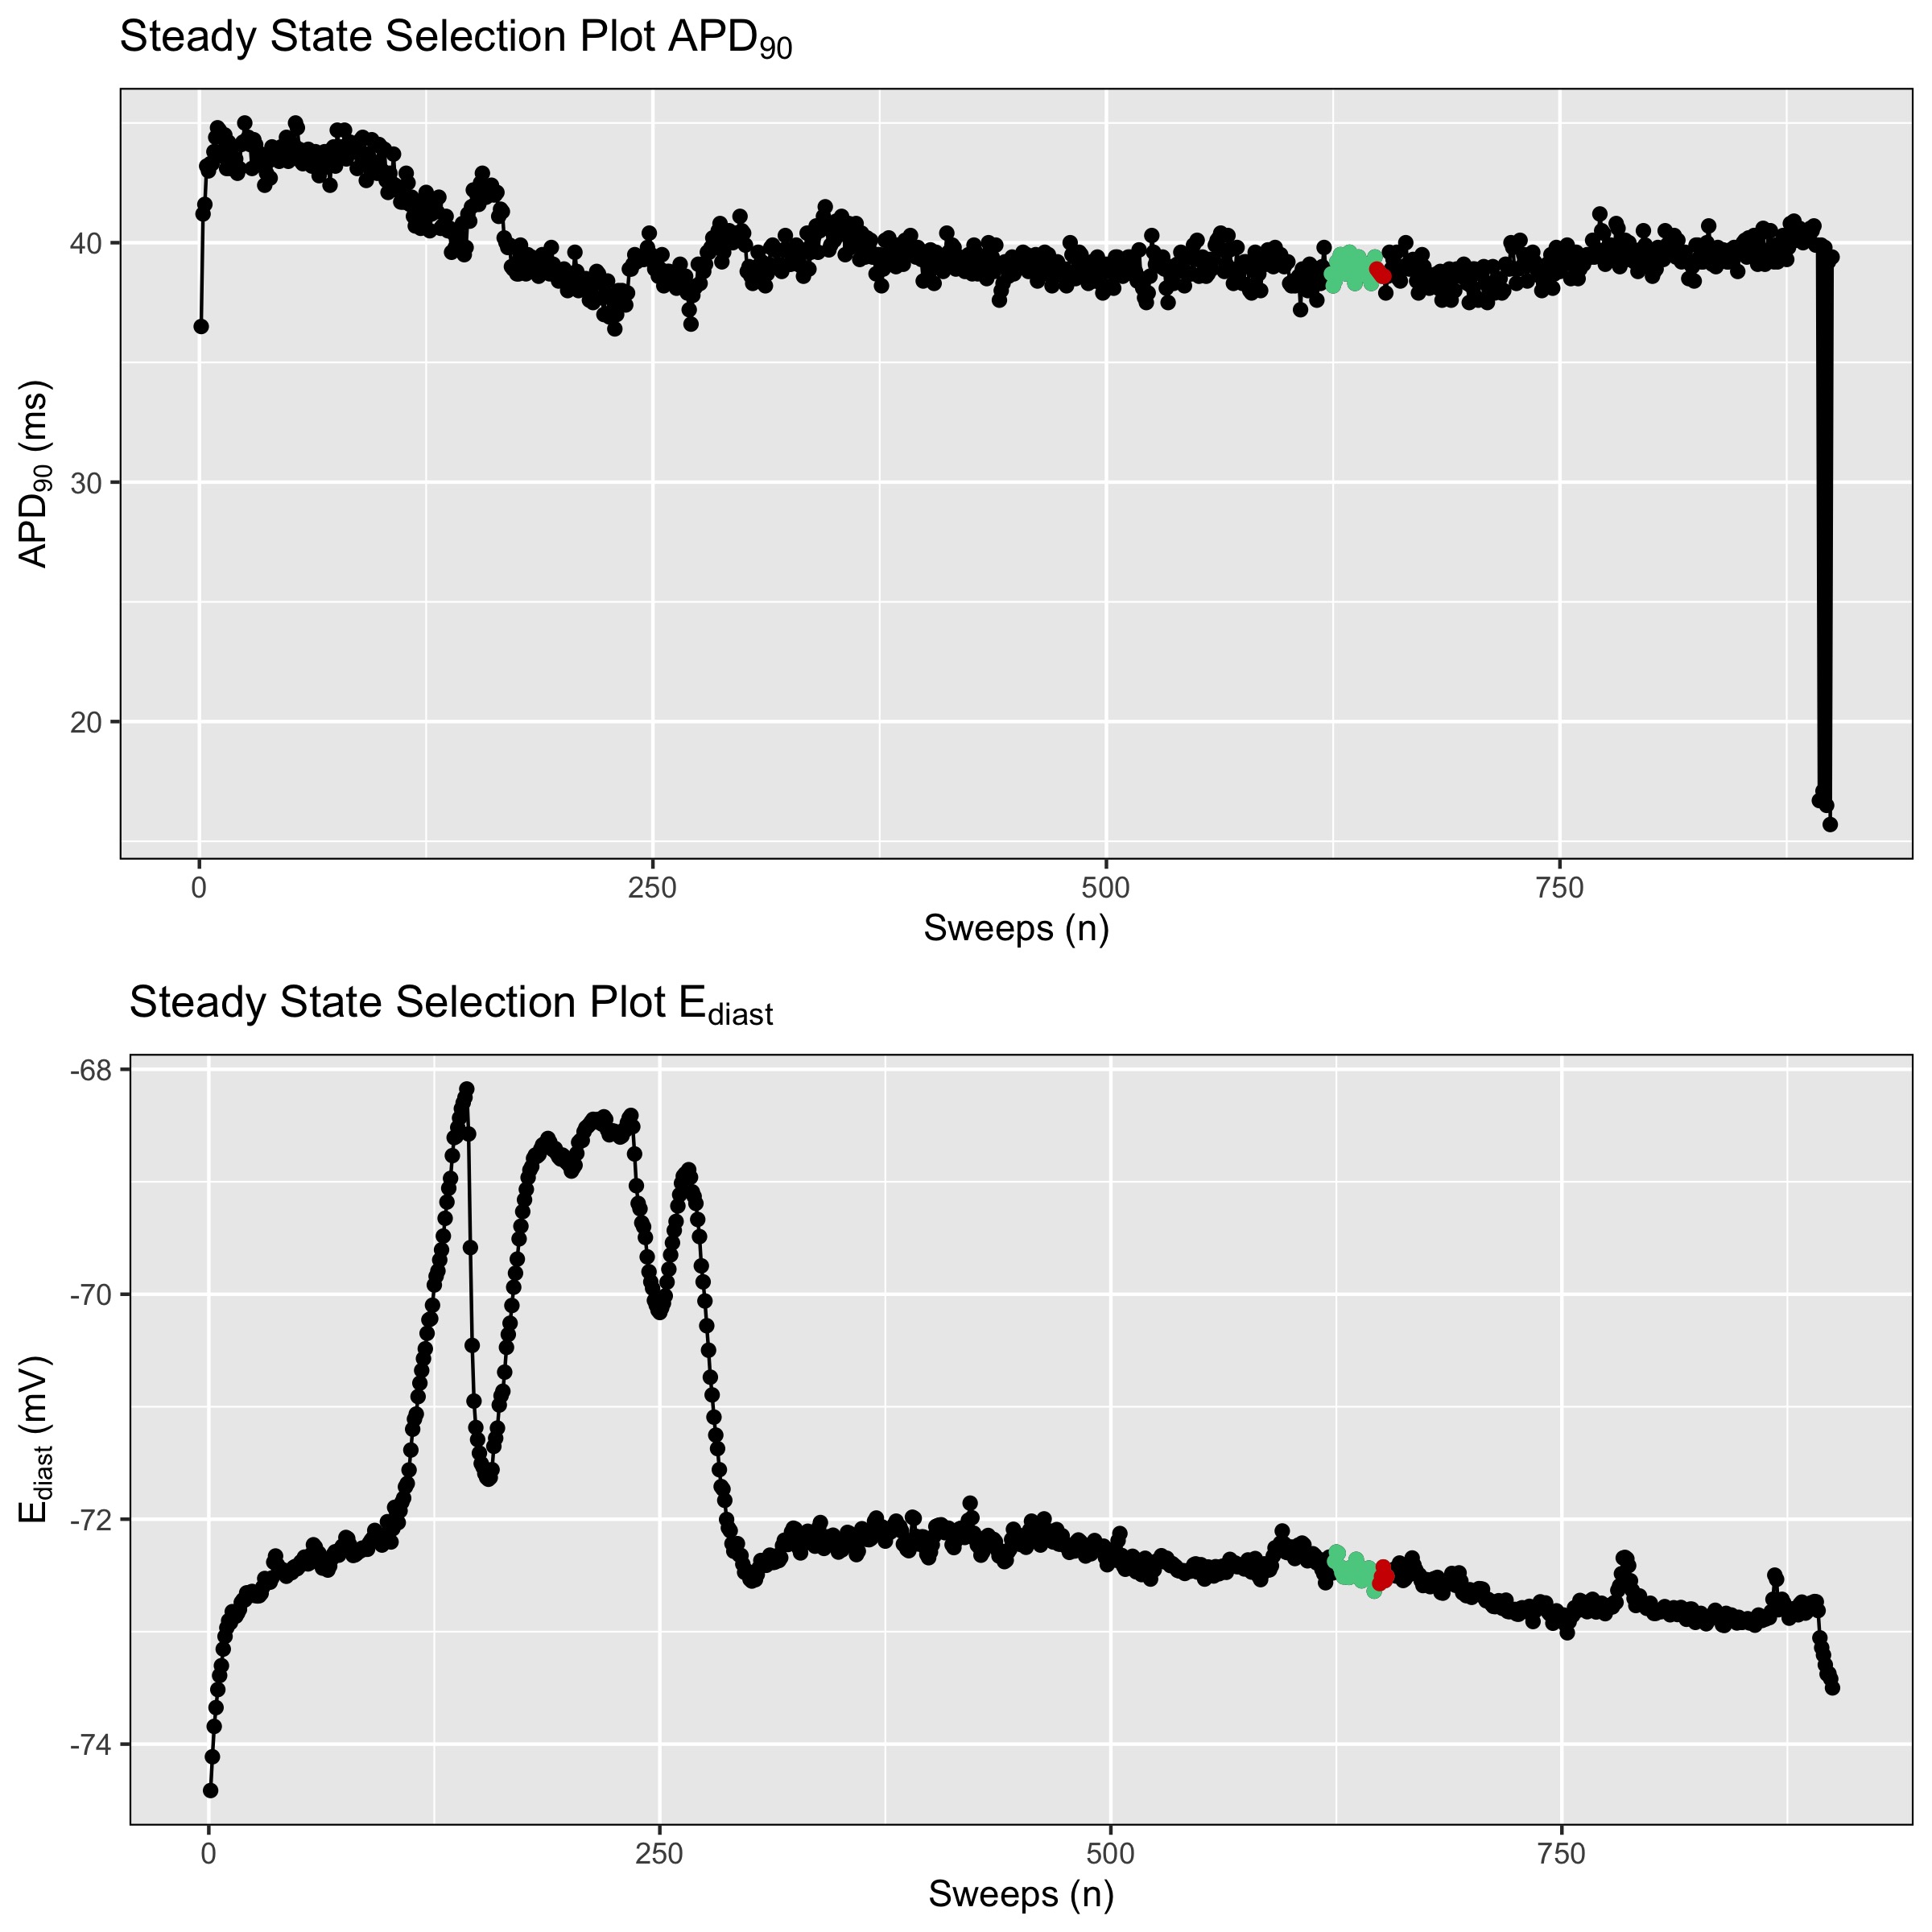 Steady State Selection Plot APD90
40
30
20
APD90 (ms)
0 250 500 750
Sweeps (n)
Steady State Selection Plot Ediast
-68
-70
-72
-74
Ediast (mV)
0 250 500 750
Sweeps (n)